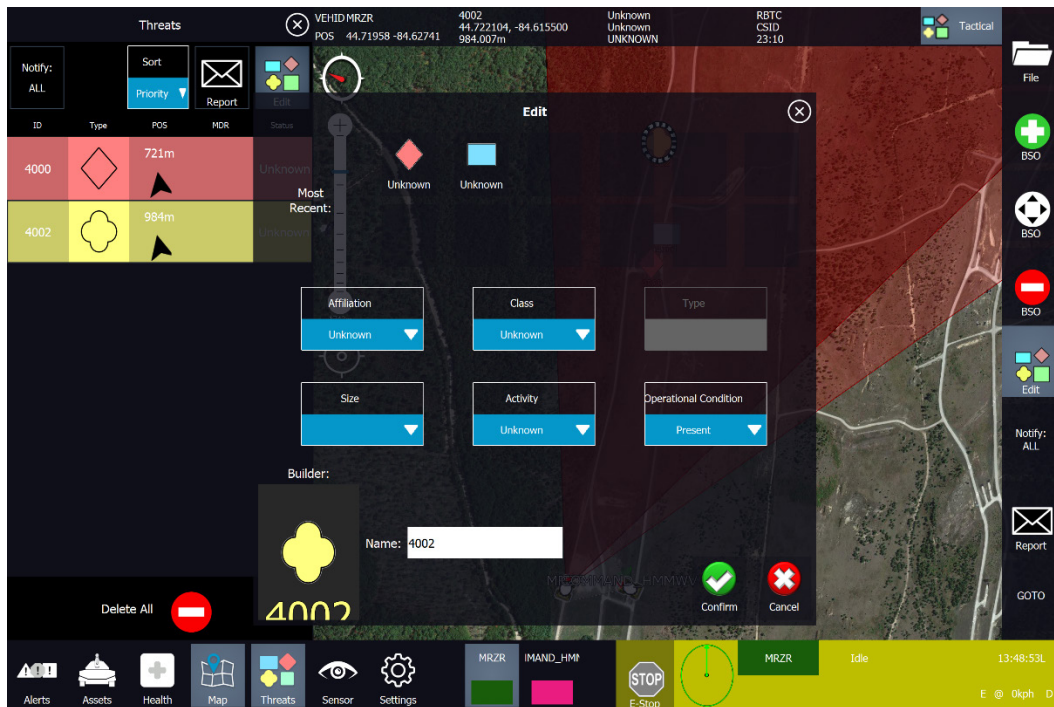 Threats
VEHID MRZR
POS 44.71958 -84.62741
4002
44.722104, -84.615500
984.007m
Unknown
Unknown
UNKNOWN
RBTC
CSID
23:10
Tactical
Notify:
ALL
Sort
Priority
Report
Edit
ID Type POS MDR Status
4000 721m Unknown
4002 984m Unknown
Delete All
Edit
Most
Recent:
Unknown Unknown
Affiliation
Unknown
Class
Unknown
Type
Size
Activity
Unknown
Operational Condition
Present
Builder:
4002
Name: 4002
Confirm Cancel
File
BSO
BSO
BSO
Edit
Notify:
ALL
Report
GOTO
Alerts Assets Health Map Threats Sensor Settings
MRZR
STOP
E-Stop
MRZR
Idle
13:48:53L
E @ 0kph